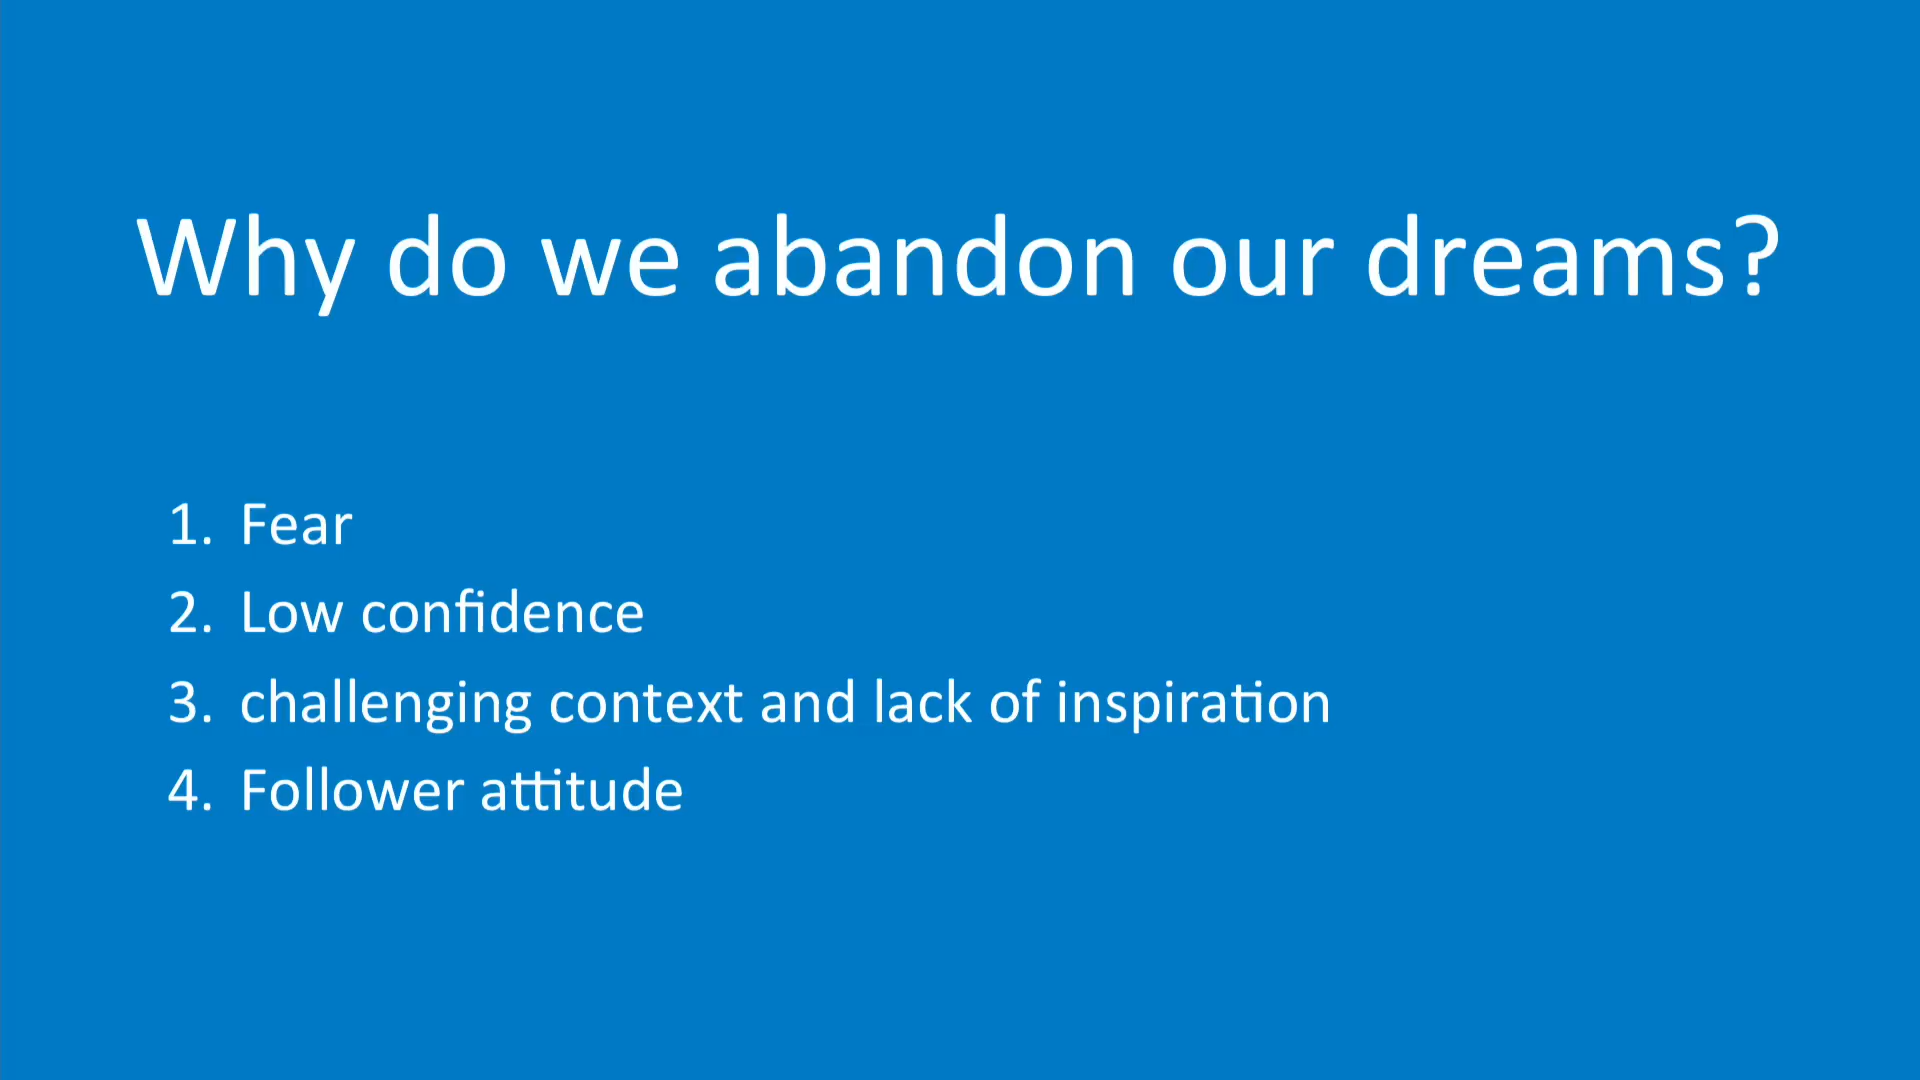 Why do we abandon our dreams?
1. Fear
2. Low confidence
3. challenging context and lack of inspiration
4. Follower attitude